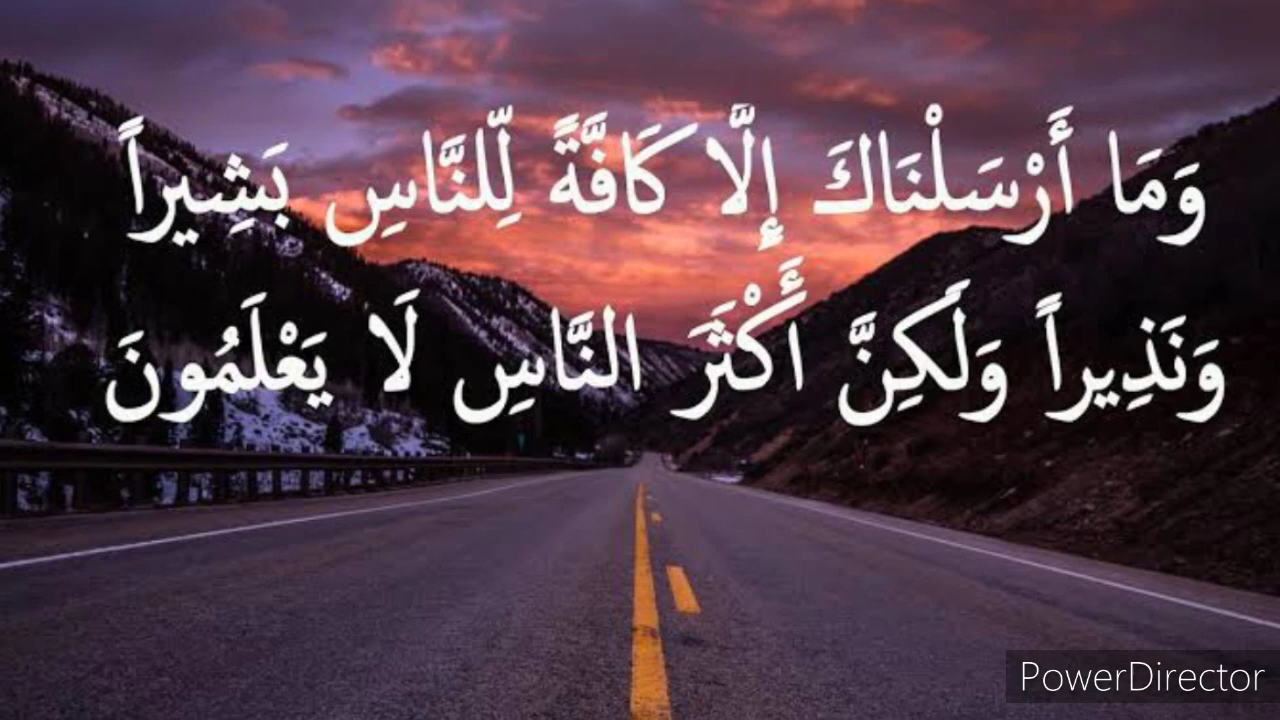 وَمَا أَرْسَلْنَاكَ إِلَّا كَافَّةً لِّلنَّاسِ بَشِيراً
وَنَذِيراً وَلَكِنَّ أَكْثَرَ النَّاسِ لَا يَعْلَمُونَ
PowerDirector